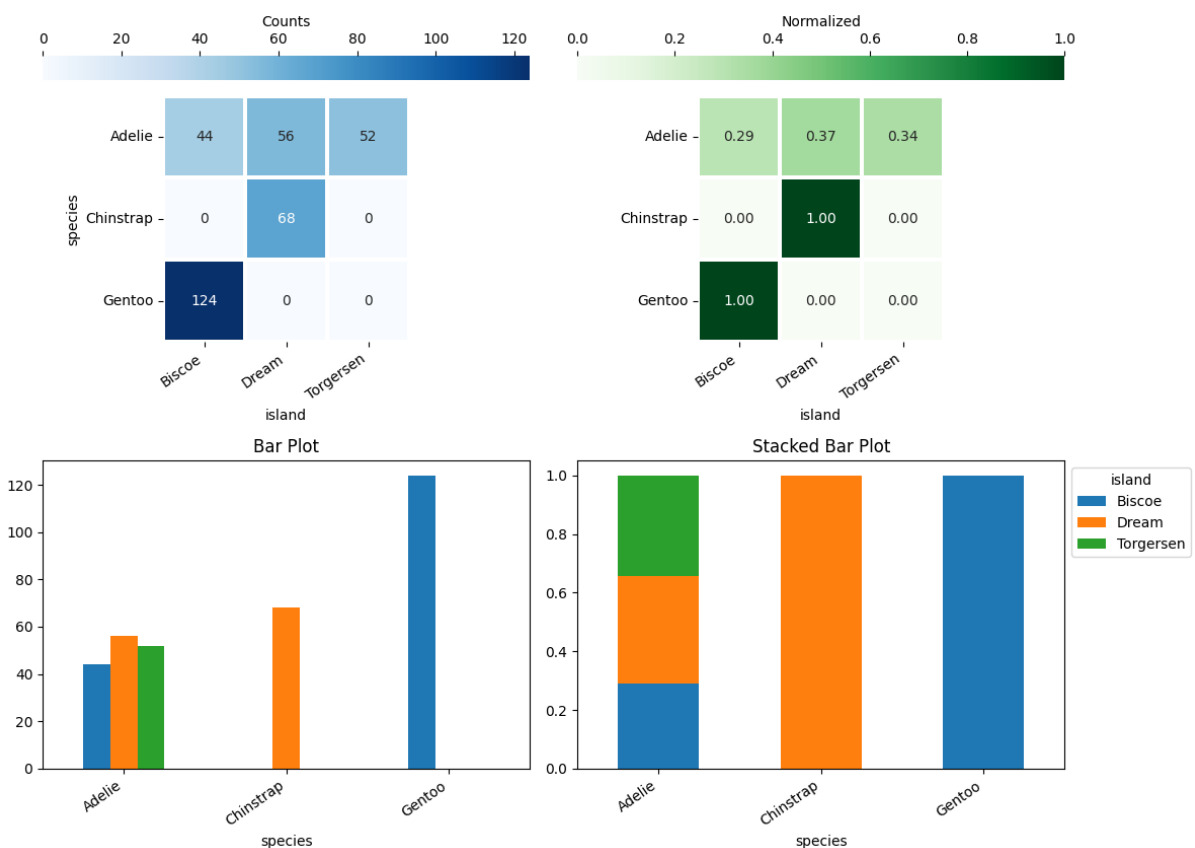 Counts
0 20 40 60 80 100 120
Adelie 44 56 52
Chinstrap 0 68 0
Gentoo 124 0 0
species
Biscoe Dream Torgersen
island
Normalized
0.0 0.2 0.4 0.6 0.8 1.0
Adelie 0.29 0.37 0.34
Chinstrap 0.00 1.00 0.00
Gentoo 1.00 0.00 0.00
Biscoe Dream Torgersen
island
Bar Plot
120
100
80
60
40
20
0
Adelie Chinstrap Gentoo
species
Stacked Bar Plot
1.0
0.8
0.6
0.4
0.2
0.0
Adelie Chinstrap Gentoo
species
island
Biscoe
Dream
Torgersen